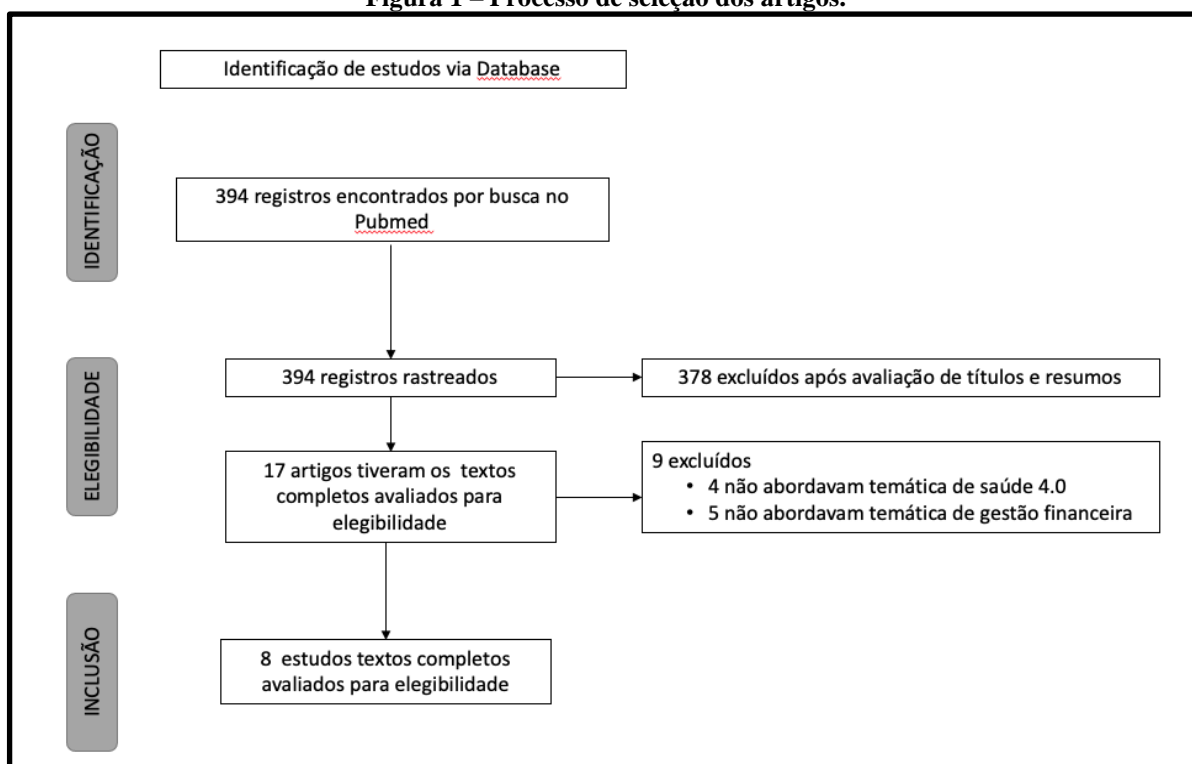 Figura 1 – Processo de seleção dos artigos.
Identificação de estudos via Database
IDENTIFICAÇÃO
394 registros encontrados por busca no
Pubmed
ELEGIBILIDADE
394 registros rastreados
378 excluídos após avaliação de títulos e resumos
17 artigos tiveram os textos
completos avaliados para
elegibilidade
9 excluídos
• 4 não abordavam temática de saúde 4.0
• 5 não abordavam temática de gestão financeira
INCLUSÃO
8 estudos textos completos
avaliados para elegibilidade